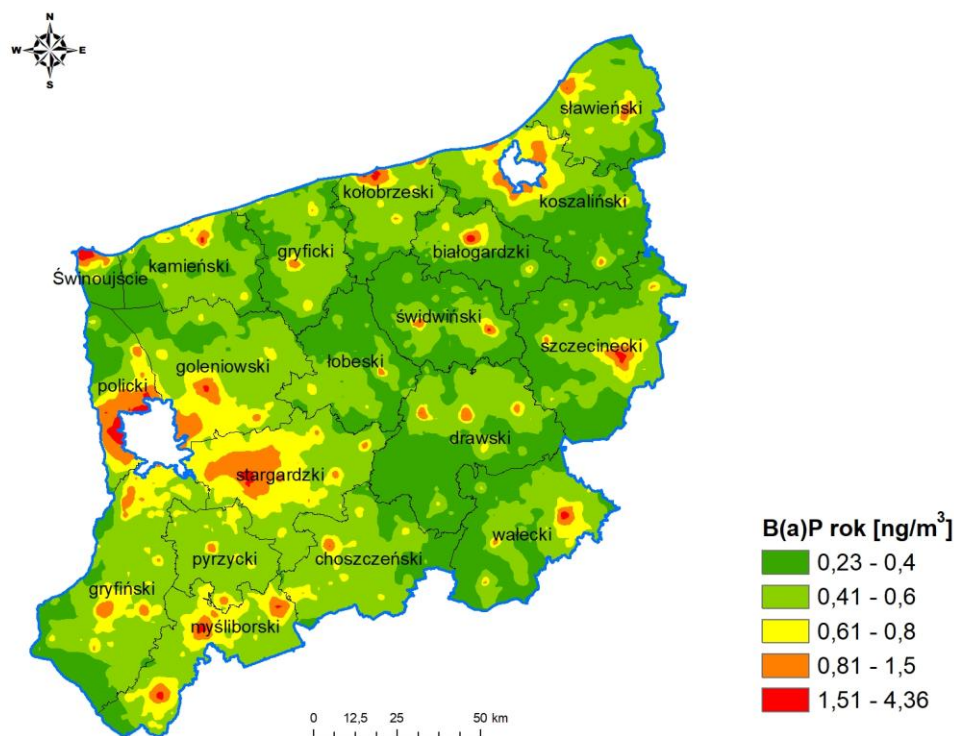 N
W E
S
sławieński
kołobrzeski
koszaliński
gryficki
białogardzki
kamieński
Świnoujście
świdwiński
szczecinecki
goleniowski
łobeski
policki
drawski
stargardzki
wałecki
pyrzycki
choszczeński
gryfiński
myśliborski
B(a)P rok [ng/m³]
0,23 - 0,4
0,41 - 0,6
0,61 - 0,8
0,81 - 1,5
1,51 - 4,36
0 12,5 25 50 km